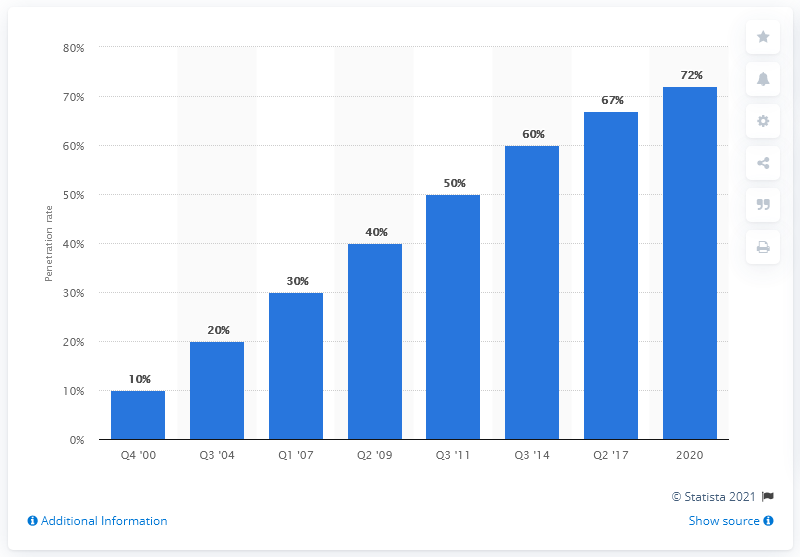 80%
70%
60%
50%
40%
30%
20%
10%
0%
Penetration rate
10%
20%
30%
40%
50%
60%
67%
72%
Q4 '00
Q3 '04
Q1 '07
Q2 '09
Q3 '11
Q3 '14
Q2 '17
2020
© Statista 2021
Additional Information
Show source